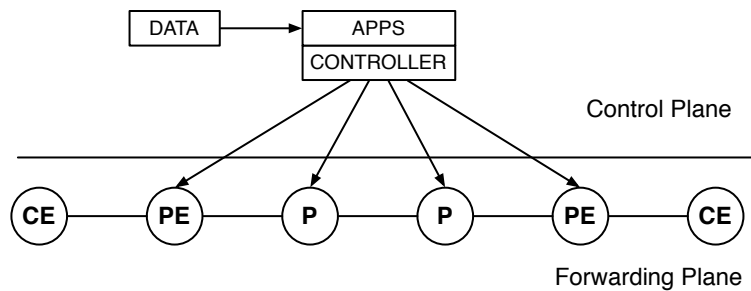 DATA
APPS
CONTROLLER
Control Plane
CE PE P P PE CE
Forwarding Plane